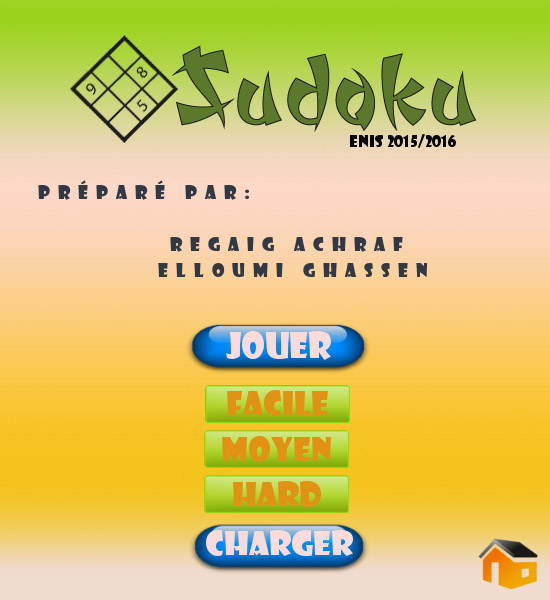 9 8
5
Sudoku
ENIS 2015/2016
PRÉPARÉ PAR:
REGAIG ACHRAF
ELLOUMI GHASSEN
JOUER
FACILE
MOYEN
HARD
CHARGER